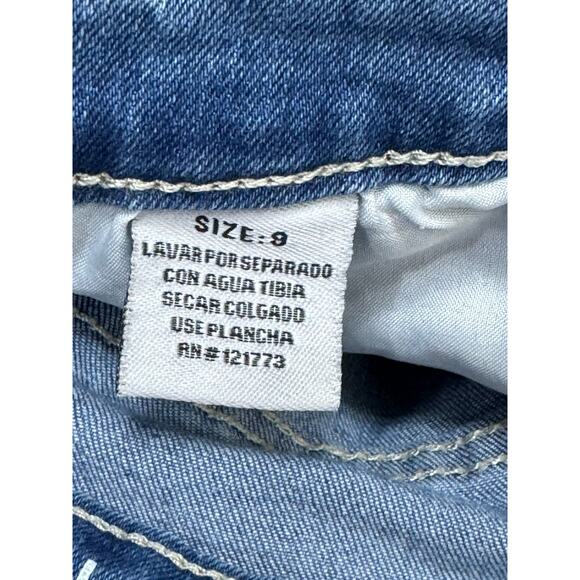 SIZE: 9
LAVAR POR SEPARADO
CON AGUA TIBIA
SECAR COLGADO
USE PLANCHA
RN# 121773